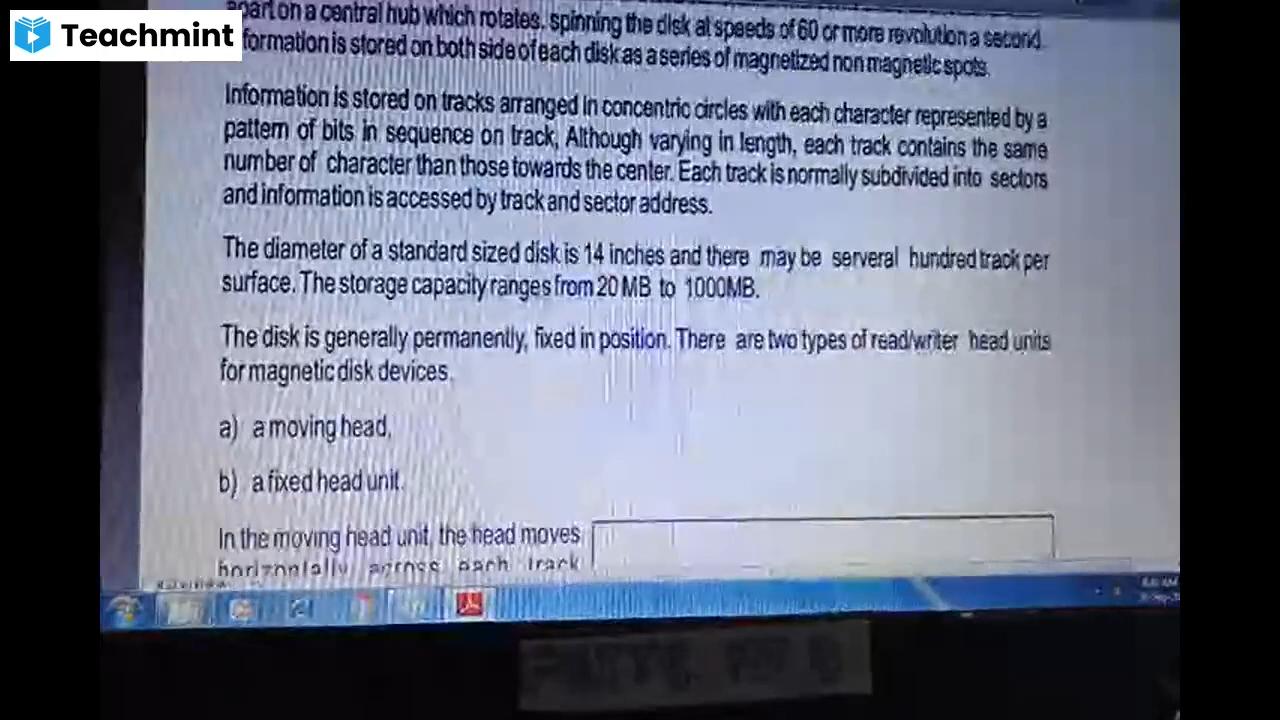 Teachmint
apart on a central hub which rotates. spinning the disk at speeds of 60 or more revolution a second.
formation is stored on both side of each disk as a series of magnetized non magnetic spots.
Information is stored on tracks arranged in concentric circles with each character represented by a
pattern of bits in sequence on track, Although varying in length, each track contains the same
number of character than those towards the center. Each track is normally subdivided into sectors
and information is accessed by track and sector address.
The diameter of a standard sized disk is 14 inches and there may be serveral hundred track per
surface. The storage capacity ranges from 20 MB to 1000MB.
The disk is generally permanently, fixed in position. There are two types of read/writer head units
for magnetic disk devices.
a) a moving head,
b) a fixed head unit.
In the moving head unit, the head moves
horizontally across each track